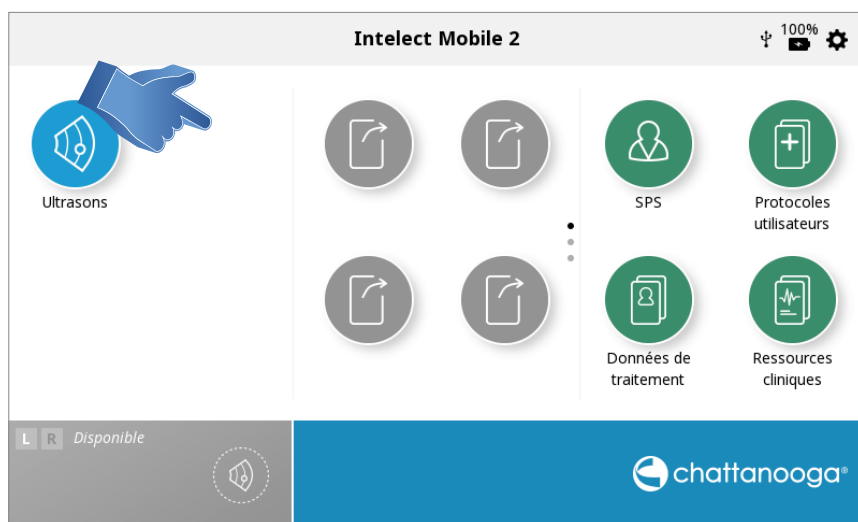 Intelect Mobile 2
100%
Ultrasons
SPS
Protocoles
utilisateurs
Données de
traitement
Ressources
cliniques
L R Disponible
chattanooga®